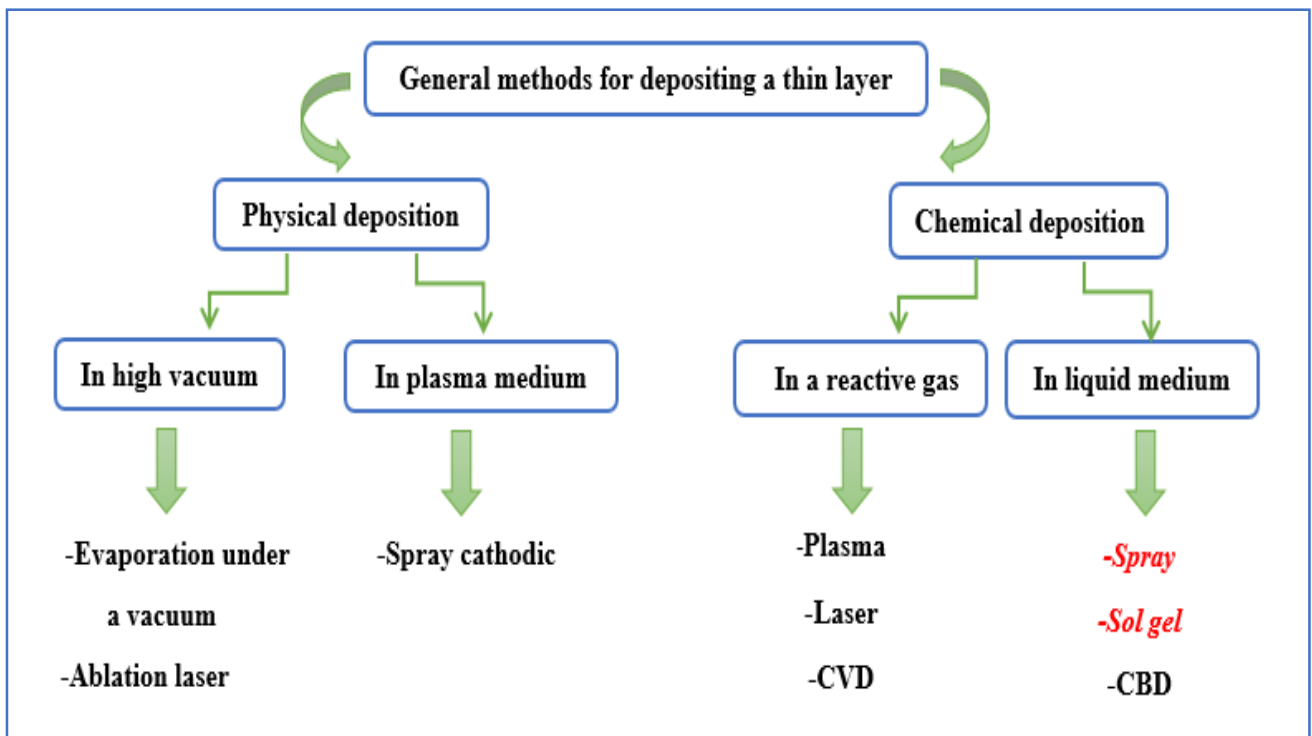 General methods for depositing a thin layer
Physical deposition
Chemical deposition
In high vacuum
In plasma medium
In a reactive gas
In liquid medium
-Evaporation under
a vacuum
-Ablation laser
-Spray cathodic
-Plasma
-Laser
-CVD
-Spray
-Sol gel
-CBD